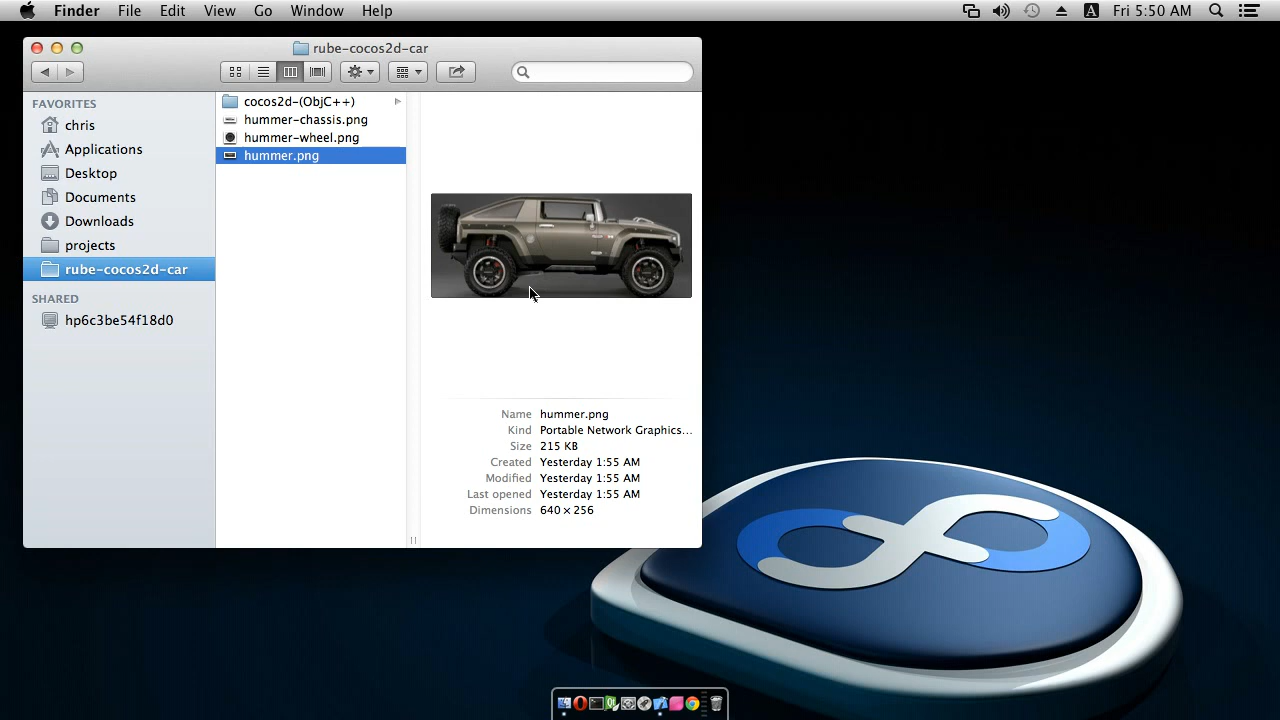 Finder File Edit View Go Window Help
A Fri 5:50 AM
rube-cocos2d-car
FAVORITES
chris
Applications
Desktop
Documents
Downloads
projects
rube-cocos2d-car
SHARED
hp6c3be54f18d0
cocos2d-(ObjC++)
hummer-chassis.png
hummer-wheel.png
hummer.png
Name hummer.png
Kind Portable Network Graphics...
Size 215 KB
Created Yesterday 1:55 AM
Modified Yesterday 1:55 AM
Last opened Yesterday 1:55 AM
Dimensions 640 × 256